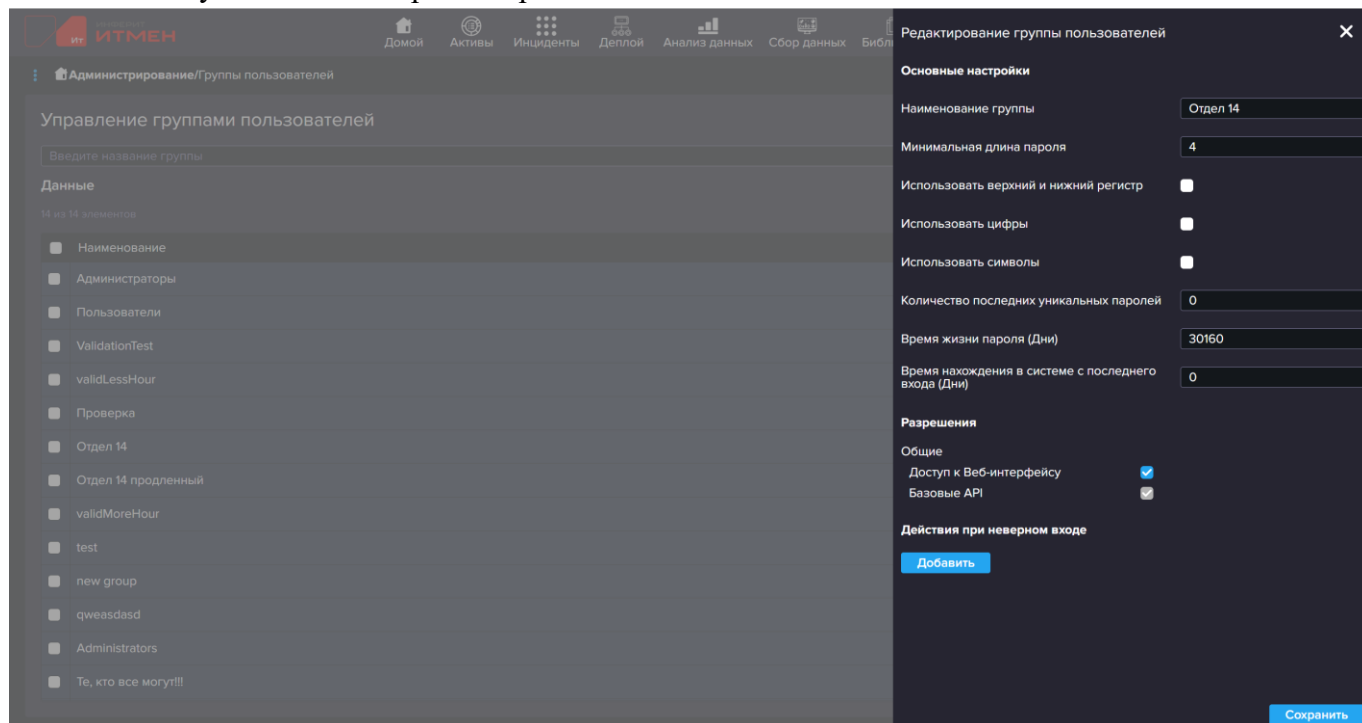 ИТМЕН
Домой Активы Инциденты Деплой Анализ данных Сбор данных
Администрирование/Группы пользователей
Управление группами пользователей
Введите название группы
Данные
14 из 14 элементов
Наименование
Администраторы
Пользователи
ValidationTest
validLessHour
Проверка
Отдел 14
Отдел 14 продленный
validMoreHour
test
new group
qweasdasd
Administrators
Те, кто все могут!!!
Редактирование группы пользователей
Основные настройки
Наименование группы Отдел 14
Минимальная длина пароля 4
Использовать верхний и нижний регистр
Использовать цифры
Использовать символы
Количество последних уникальных паролей 0
Время жизни пароля (Дни) 30160
Время нахождения в системе с последнего
входа (Дни) 0
Разрешения
Общие
Доступ к Веб-интерфейсу
Базовые API
Действия при неверном входе
Добавить
Сохранить